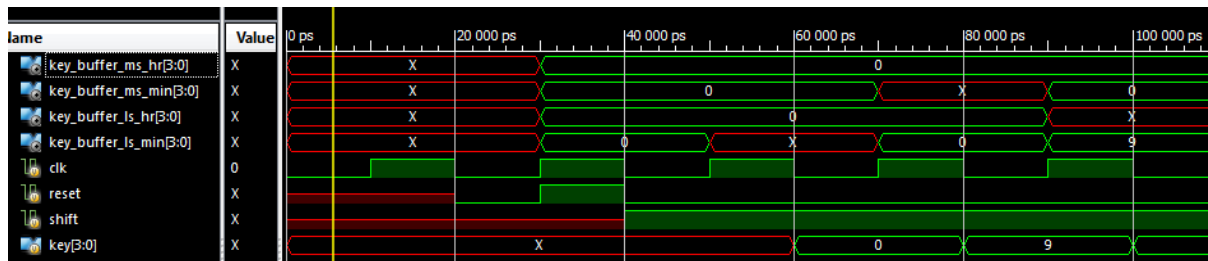 Name Value 0 ps 20 000 ps 40 000 ps 60 000 ps 80 000 ps 100 000 ps
key_buffer_ms_hr[3:0] X X 0
key_buffer_ms_min[3:0] X X 0 X 0
key_buffer_ls_hr[3:0] X X 0 X
key_buffer_ls_min[3:0] X X 0 X 0 9
clk 0
reset X
shift X
key[3:0] X X 0 9